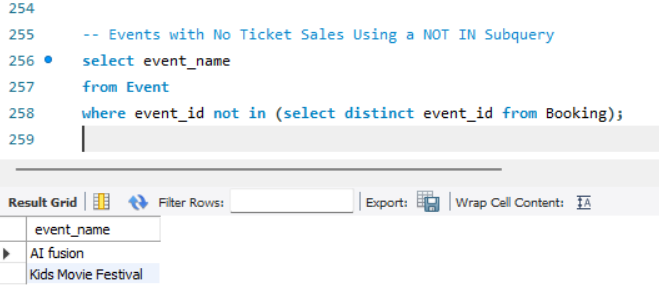 254
255 -- Events with No Ticket Sales Using a NOT IN Subquery
256 select event_name
257 from Event
258 where event_id not in (select distinct event_id from Booking);
259
Result Grid Filter Rows: Export: Wrap Cell Content: IA
event_name
AI fusion
Kids Movie Festival